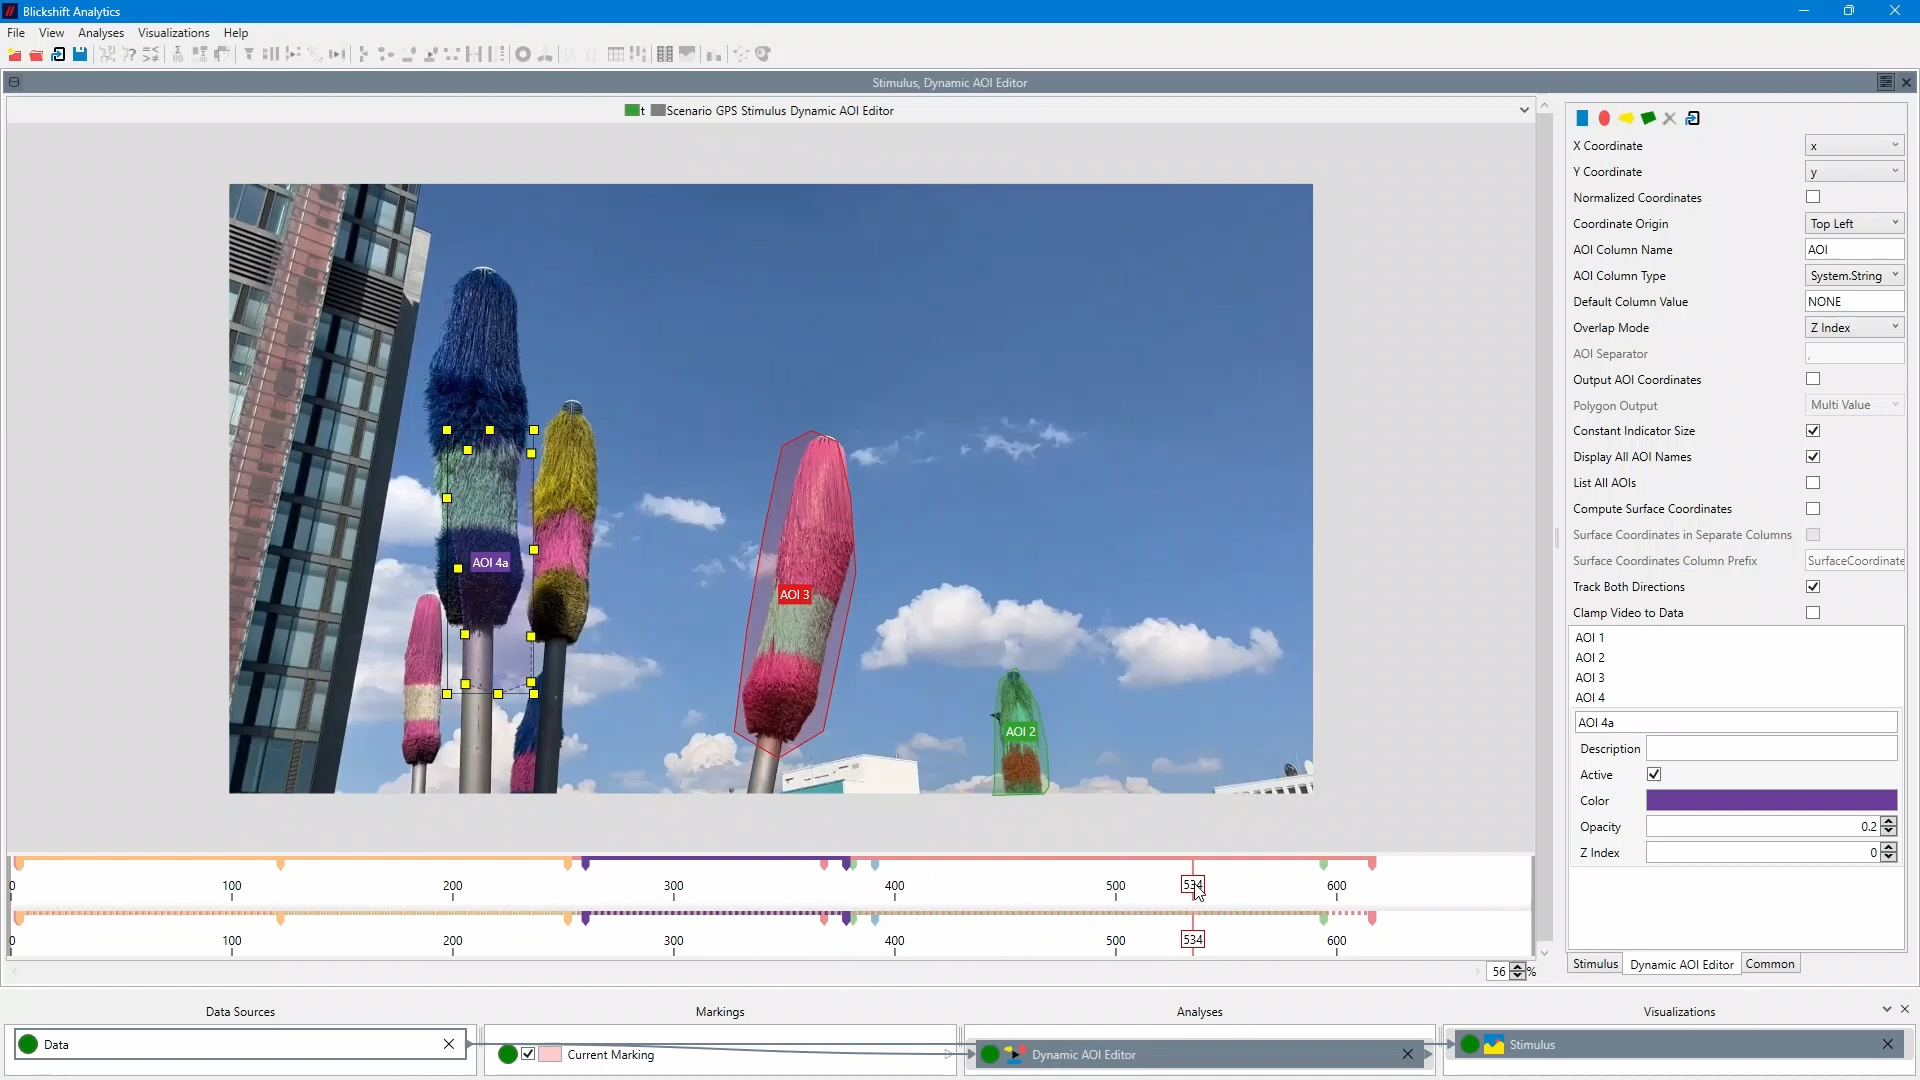 Blickshift Analytics
File View Analyses Visualizations Help
Stimulus, Dynamic AOI Editor
t Scenario GPS Stimulus Dynamic AOI Editor
X Coordinate x
Y Coordinate y
Normalized Coordinates
Coordinate Origin Top Left
AOI Column Name AOI
AOI Column Type System.String
Default Column Value NONE
Overlap Mode Z Index
AOI Separator ,
Output AOI Coordinates
Polygon Output Multi Value
Constant Indicator Size
Display All AOI Names
List All AOIs
Compute Surface Coordinates
Surface Coordinates in Separate Columns
Surface Coordinates Column Prefix SurfaceCoordinate
Track Both Directions
Clamp Video to Data
AOI 1
AOI 2
AOI 3
AOI 4
AOI 4a
Description
Active
Color
Opacity 0.2
Z Index 0
Stimulus Dynamic AOI Editor Common
AOI 4a
AOI 3
AOI 2
0 100 200 300 400 500 534 600
0 100 200 300 400 500 534 600
56 %
Data Sources Markings Analyses Visualizations
Data Current Marking Dynamic AOI Editor Stimulus